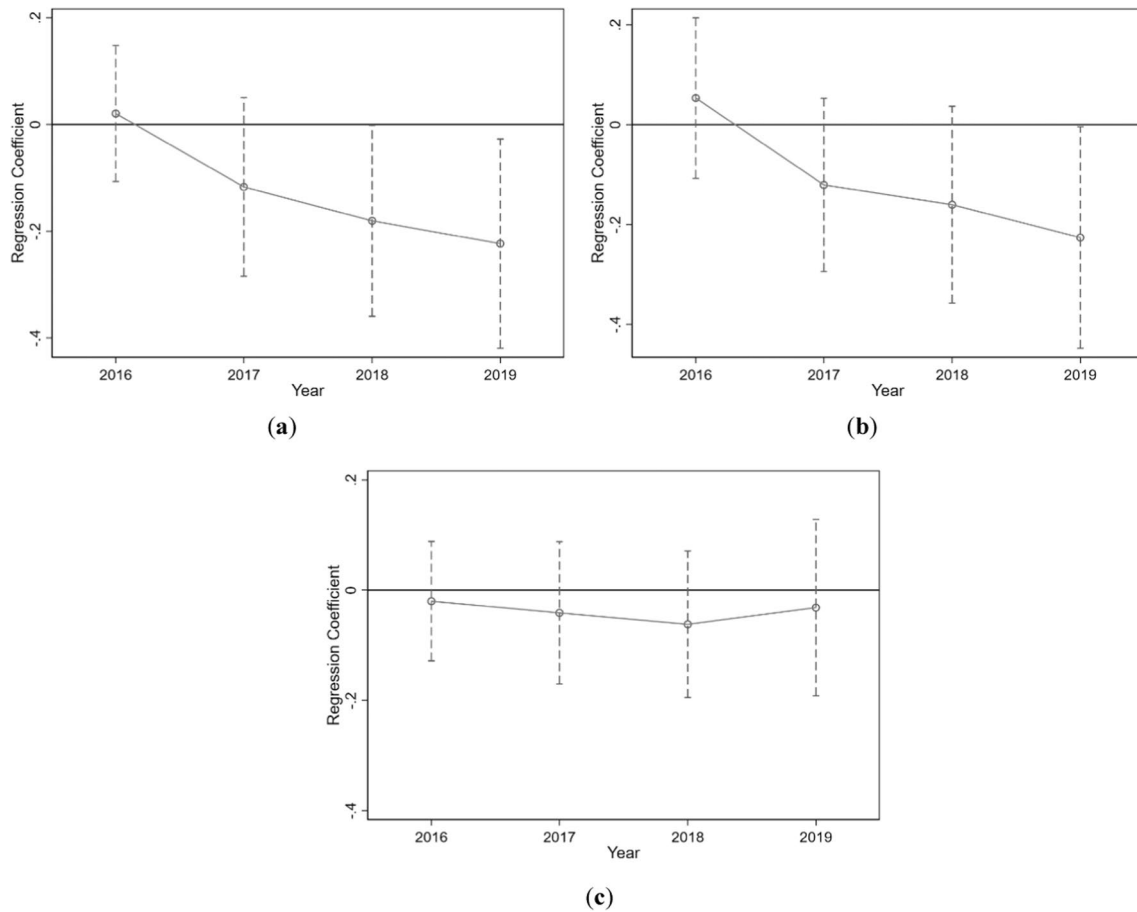 .2
0
-.2
-.4
Regression Coefficient
2016 2017 2018 2019
Year
(a)
.2
0
-.2
-.4
Regression Coefficient
2016 2017 2018 2019
Year
(b)
.2
0
-.2
-.4
Regression Coefficient
2016 2017 2018 2019
Year
(c)